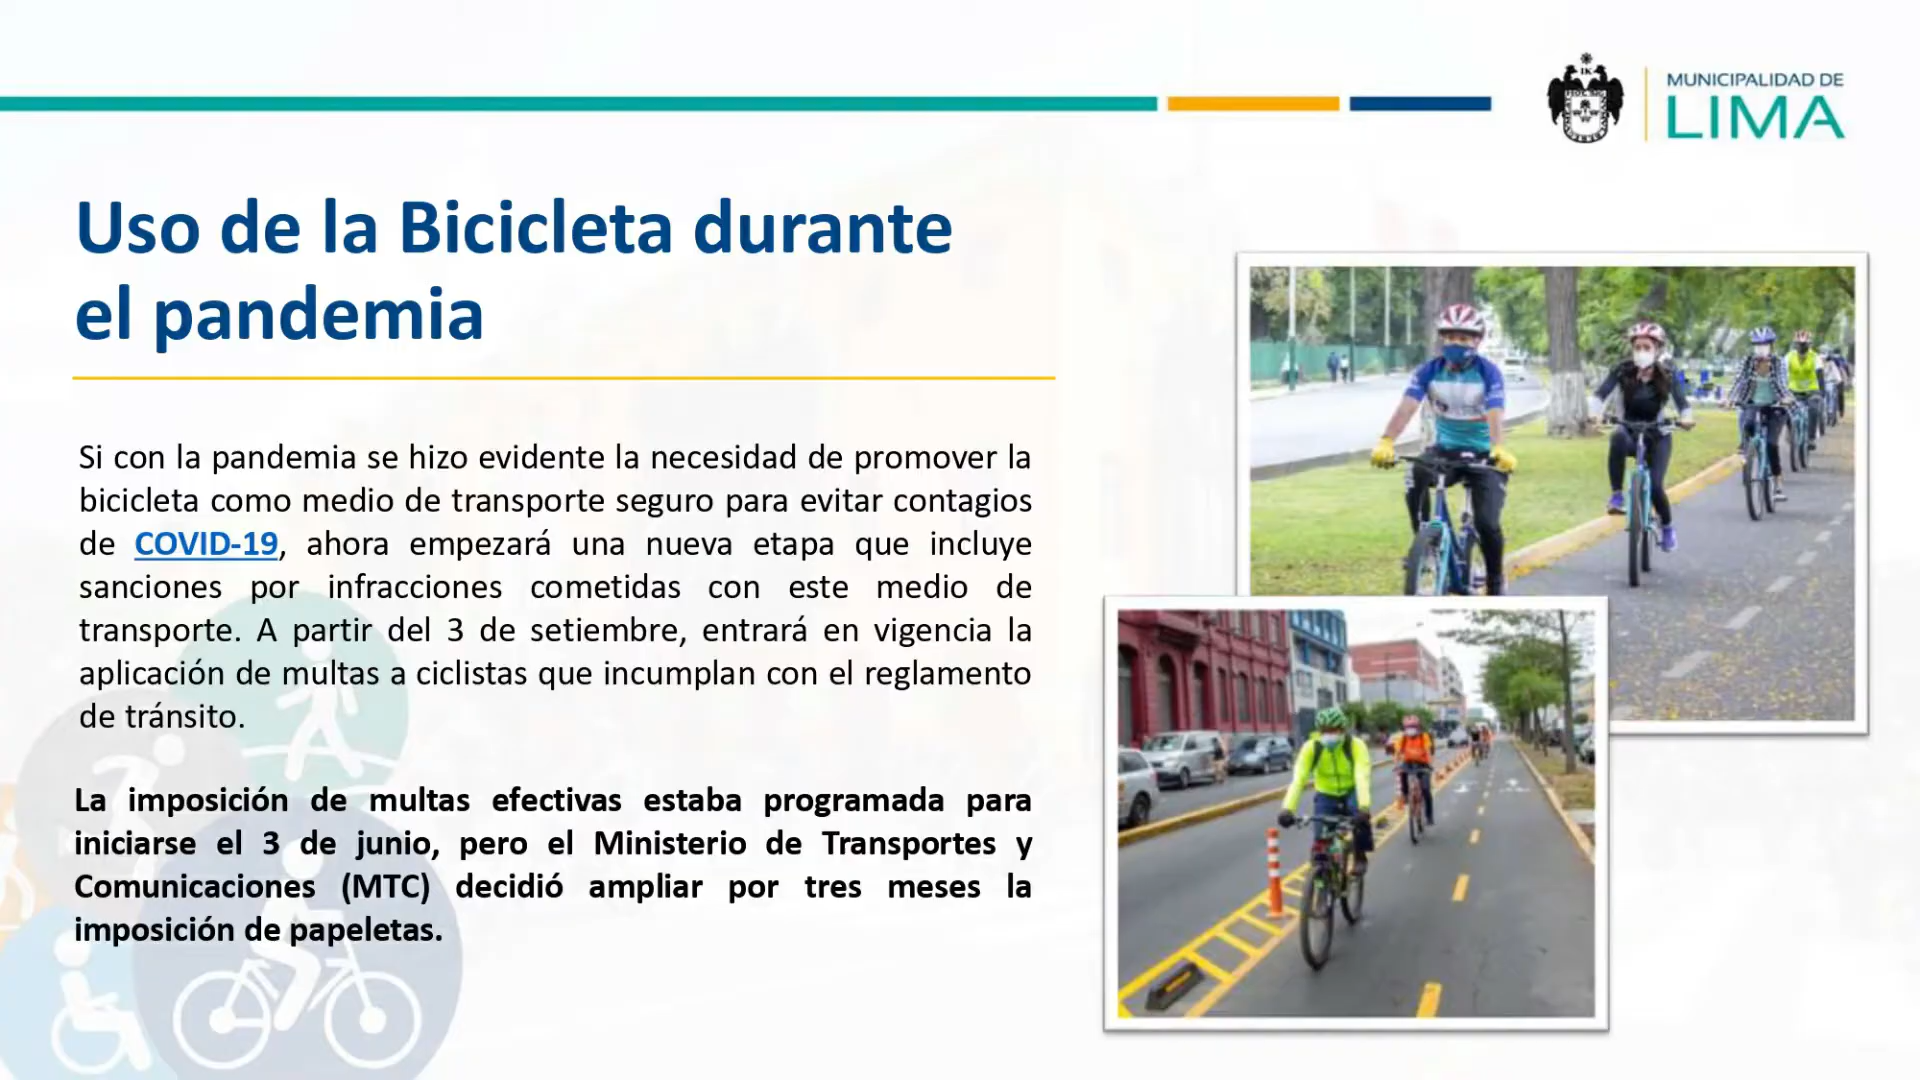 MUNICIPALIDAD DE
LIMA
Uso de la Bicicleta durante
el pandemia
Si con la pandemia se hizo evidente la necesidad de promover la
bicicleta como medio de transporte seguro para evitar contagios
de COVID-19, ahora empezará una nueva etapa que incluye
sanciones por infracciones cometidas con este medio de
transporte. A partir del 3 de setiembre, entrará en vigencia la
aplicación de multas a ciclistas que incumplan con el reglamento
de tránsito.
La imposición de multas efectivas estaba programada para
iniciarse el 3 de junio, pero el Ministerio de Transportes y
Comunicaciones (MTC) decidió ampliar por tres meses la
imposición de papeletas.